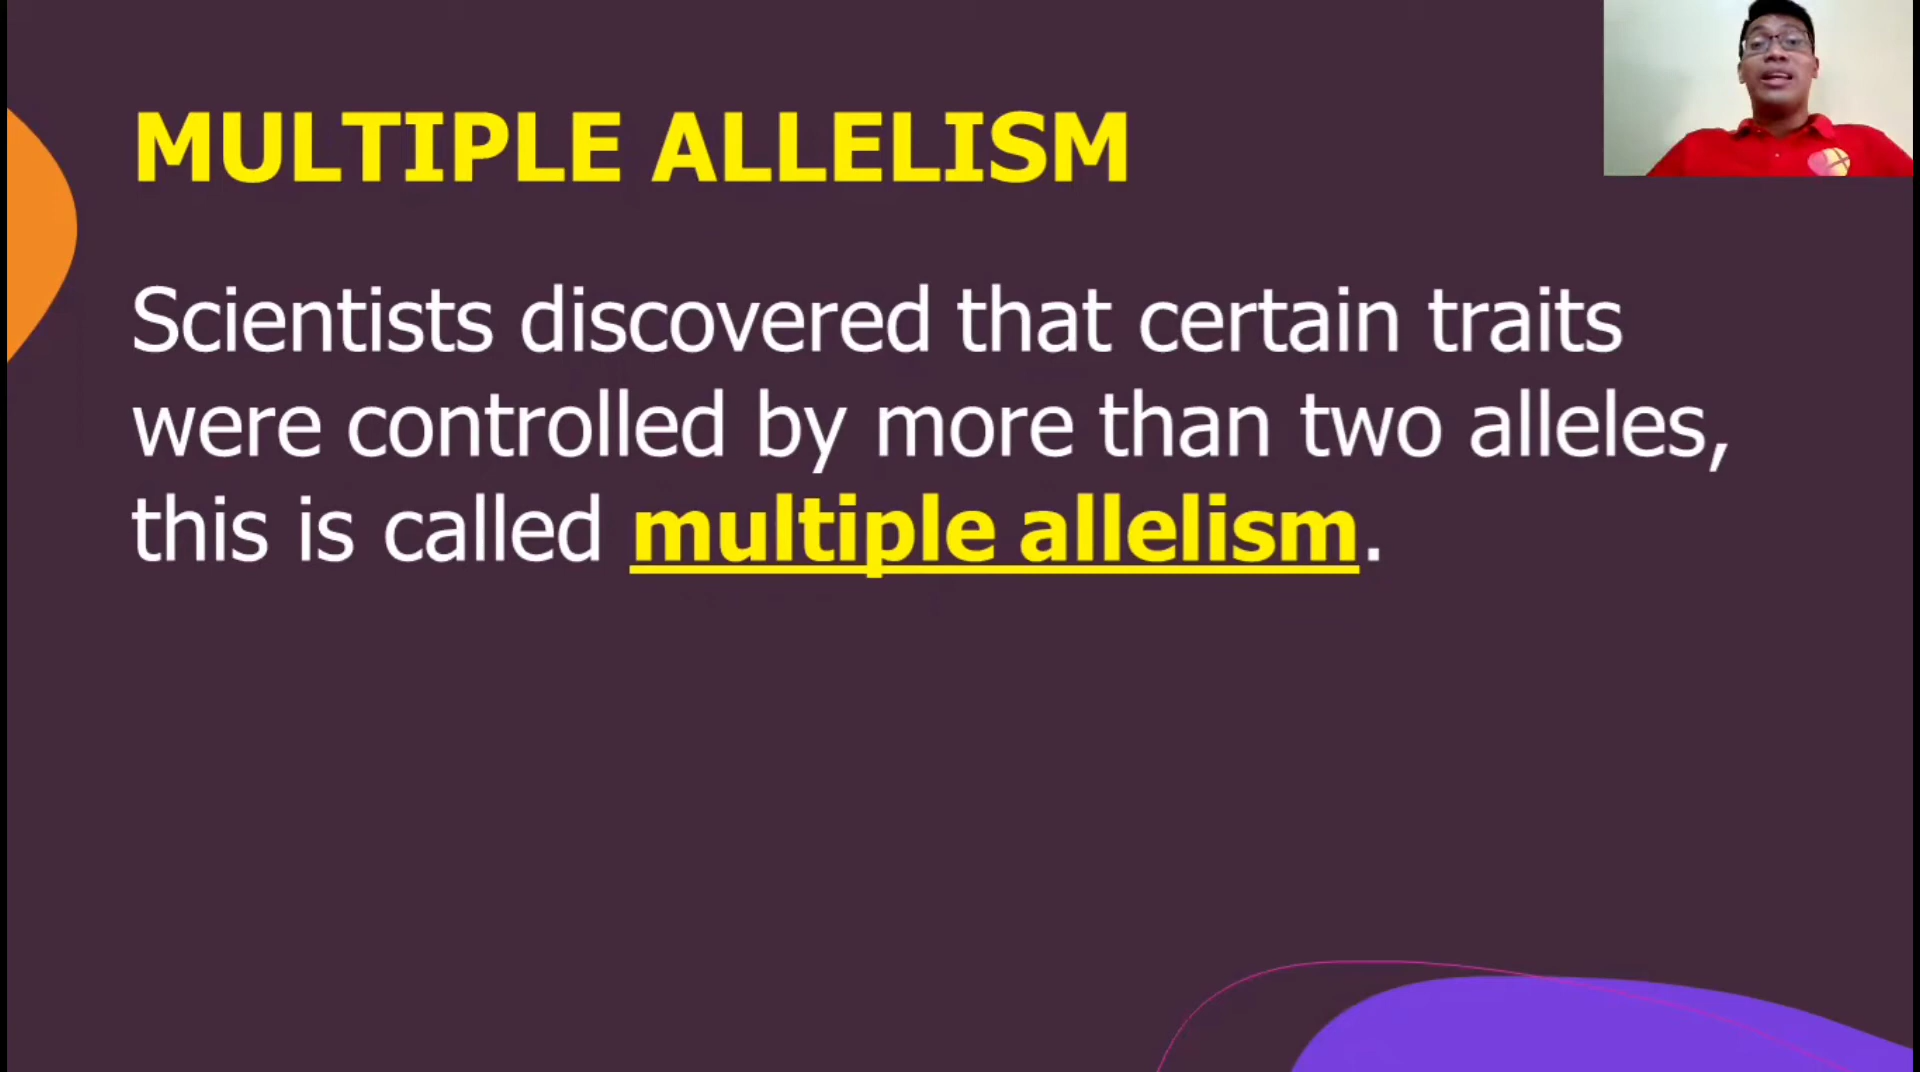 MULTIPLE ALLELISM
Scientists discovered that certain traits
were controlled by more than two alleles,
this is called multiple allelism.